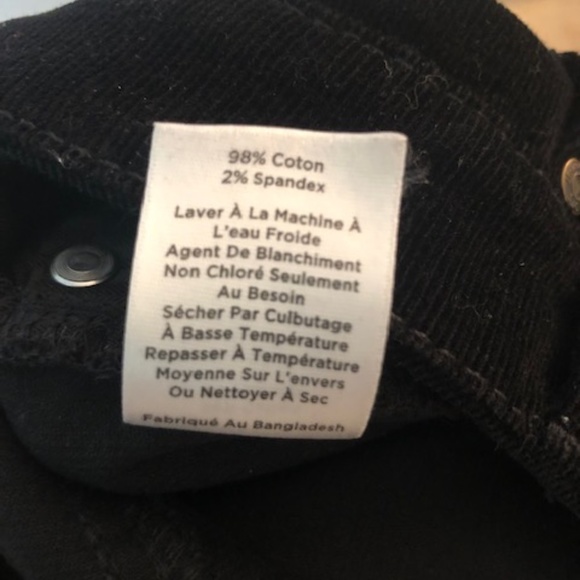 98% Coton
2% Spandex
Laver À La Machine À
L'eau Froide
Agent De Blanchiment
Non Chloré Seulement
Au Besoin
Sécher Par Culbutage
À Basse Température
Repasser À Température
Moyenne Sur L'envers
Ou Nettoyer À Sec
Fabriqué Au Bangladesh